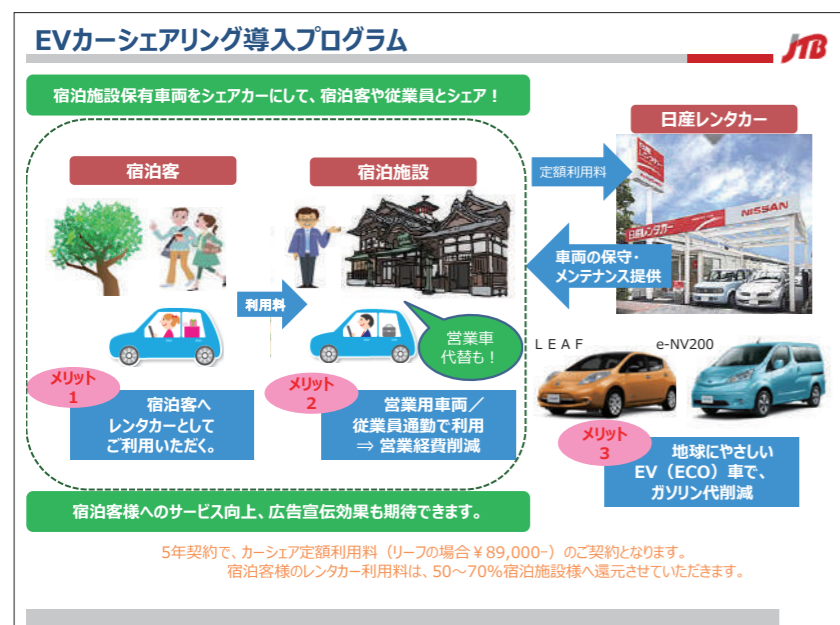 EVカーシェアリング導入プログラム
JTB
宿泊施設保有車両をシェアカーにして、宿泊客や従業員とシェア！
日産レンタカー
宿泊客
宿泊施設
定額利用料
日産レンタカー
NISSAN
車両の保守・
メンテナンス提供
利用料
営業車
代替も！
LEAF
e-NV200
メリット
1
宿泊客へ
レンタカーとして
ご利用いただく。
メリット
2
営業用車両／
従業員通勤で利用
⇒ 営業経費削減
メリット
3
地球にやさしい
EV（ECO）車で、
ガソリン代削減
宿泊客様へのサービス向上、広告宣伝効果も期待できます。
5年契約で、カーシェア定額利用料（リーフの場合￥89,000-）のご契約となります。
宿泊客様のレンタカー利用料は、50～70%宿泊施設様へ還元させていただきます。